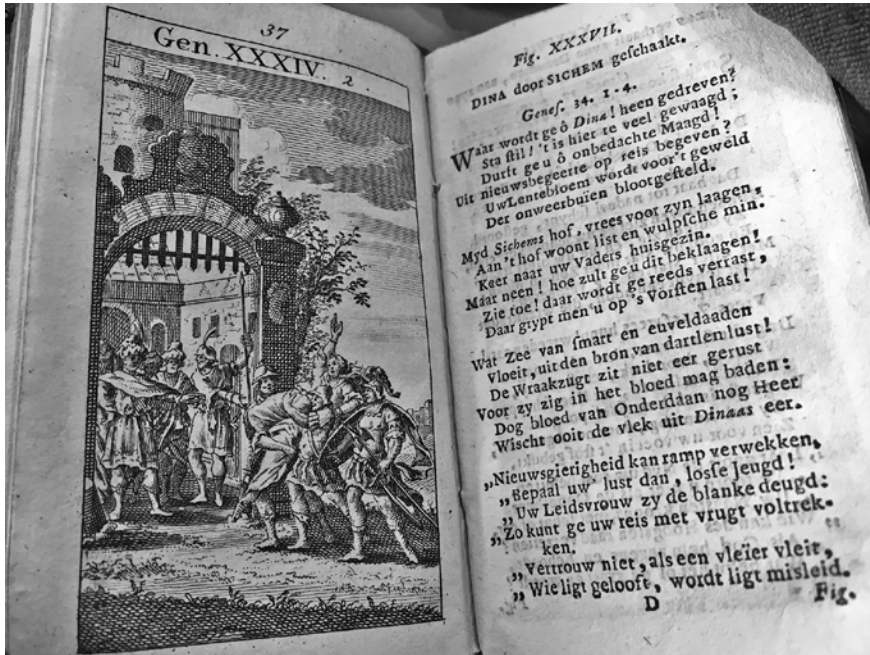 37
Gen. XXXIV. 2
Fig. XXXVII.
DINA door SICHEM geſchaakt.
Geneſ. 34. 1-4.
Waar wordt ge ô Dina! heen gedreven?
Sta ſtil! 't is hier te veel gewaagd;
Durft ge u ô onbedachte Maagd!
Uit nieuwsbegeerte op reis begeven?
Uw Lentebloem wordt voor't geweld
Der onweerbuïen blootgeſteld.
Myd Sichems hof, vrees voor zyn laagen,
Aan 't hof woont list en wulpſche min.
Keer naar uw Vaders huisgezin.
Maar neen! hoe zult ge u dit beklaagen!
Zie toe! daar wordt ge reeds verrast,
Daar grypt men u op 's Vorſten last!
Wat Zee van ſmart en euveldaaden
Vloeit, uit den bron van dartlen lust!
De Wraakzugt zit niet eer gerust
Voor zy zig in het bloed mag baden:
Dog bloed van Onderdaan nog Heer
Wischt ooit de vlek uit Dinaas eer.
„Nieuwsgierigheid kan ramp verwekken,
„Bepaal uw' lust dan, losſe Jeugd!
„Uw Leidsvrouw zy de blanke deugd:
„Zo kunt ge uw reis met vrugt voltrek-
ken.
„Vertrouw niet, als een vleïer vleit,
„Wie ligt gelooft, wordt ligt misleid.
D Fig.